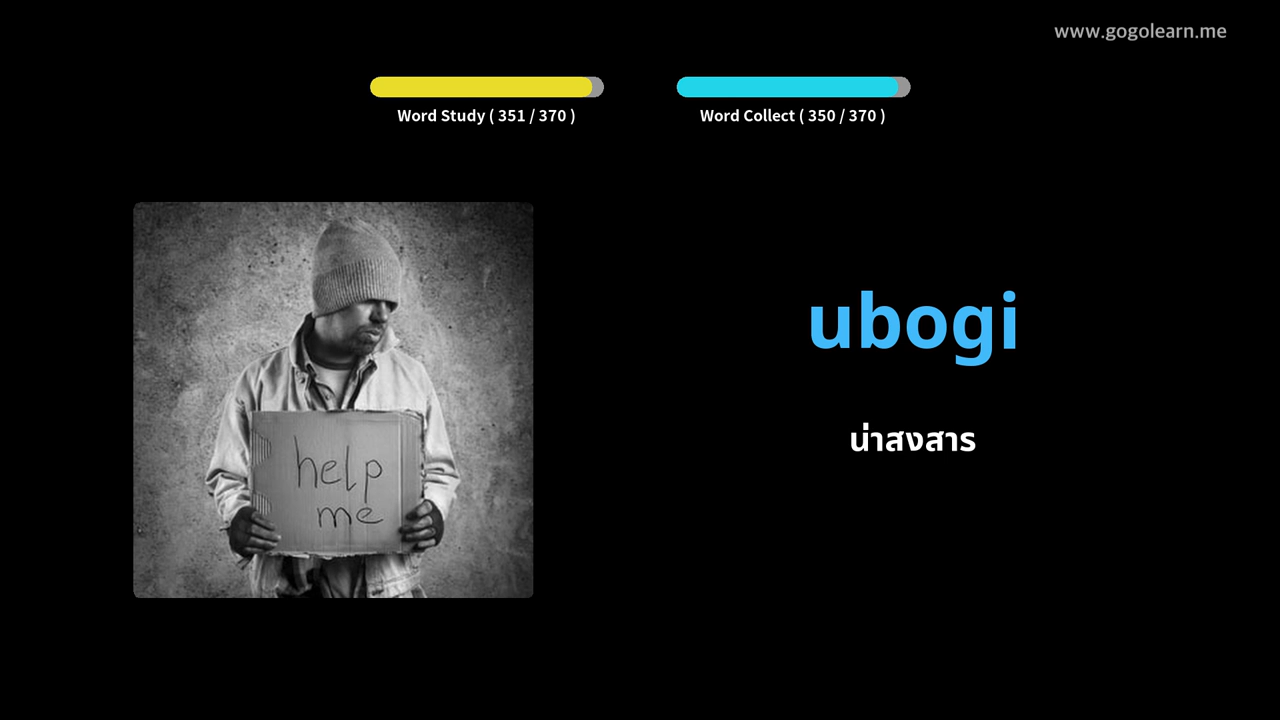 www.gogolearn.me
Word Study ( 351 / 370 )
Word Collect ( 350 / 370 )
help
me
ubogi
น่าสงสาร